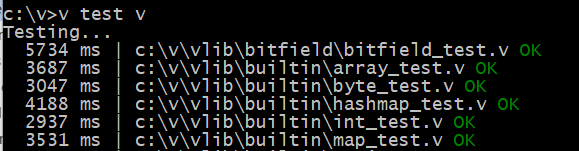 c:\v>v test v
Testing...
5734 ms | c:\v\vlib\bitfield\bitfield_test.v OK
3687 ms | c:\v\vlib\builtin\array_test.v OK
3047 ms | c:\v\vlib\builtin\byte_test.v OK
4188 ms | c:\v\vlib\builtin\hashmap_test.v OK
2937 ms | c:\v\vlib\builtin\int_test.v OK
3531 ms | c:\v\vlib\builtin\map_test.v OK